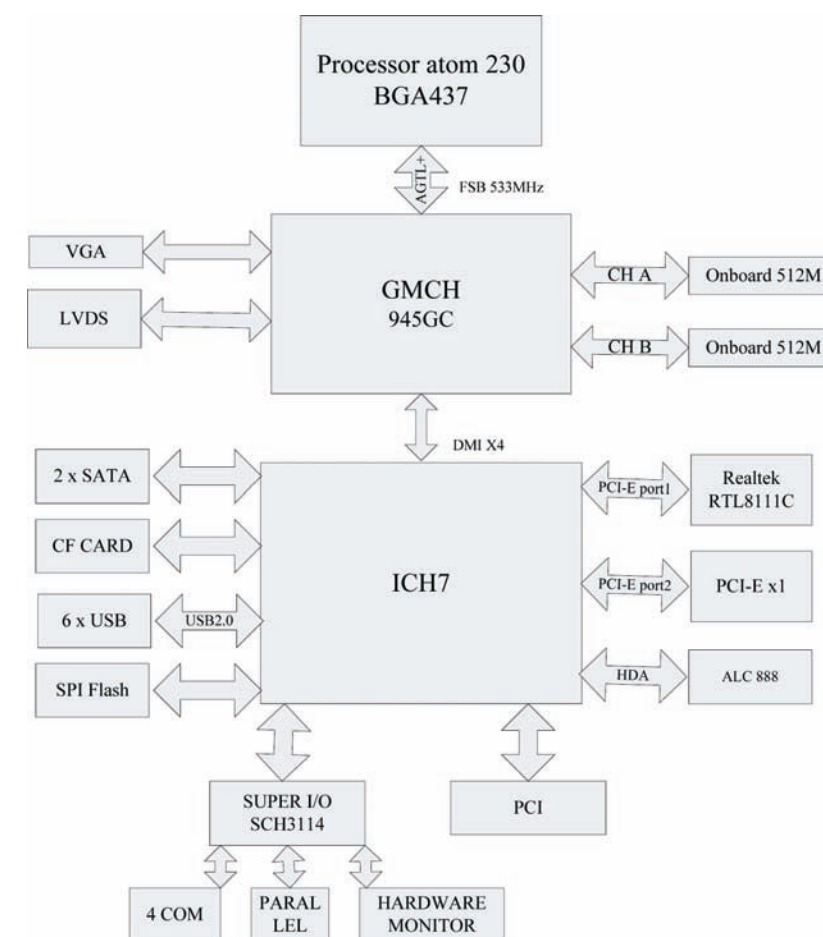 Processor atom 230
BGA437
AGTL+
FSB 533MHz
VGA
LVDS
GMCH
945GC
CH A
Onboard 512M
CH B
Onboard 512M
DMI X4
2 x SATA
CF CARD
6 x USB
USB2.0
SPI Flash
ICH7
PCI-E port1
Realtek
RTL8111C
PCI-E port2
PCI-E x1
HDA
ALC 888
SUPER I/O
SCH3114
PCI
4 COM
PARAL
LEL
HARDWARE
MONITOR